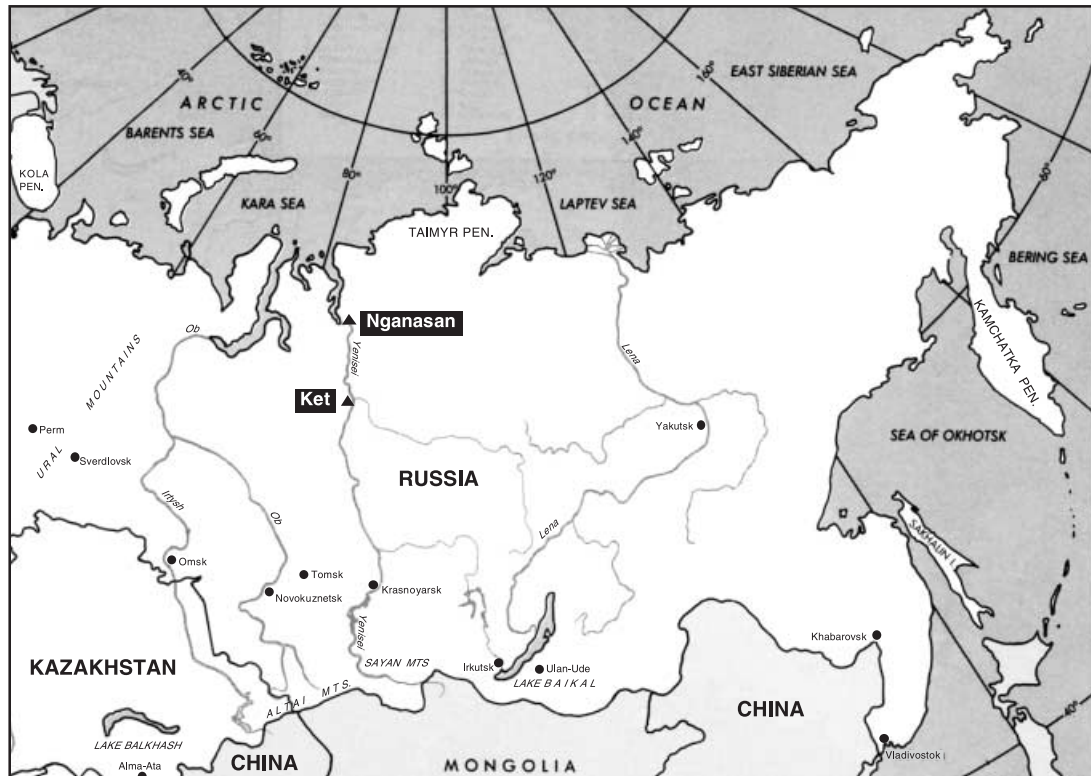 EAST SIBERIAN SEA
160°
40°
ARCTIC
OCEAN
BARENTS SEA
60°
140°
KOLA
PEN.
80°
100°
120°
60°
KARA SEA
LAPTEV SEA
TAIMYR PEN.
BERING SEA
Nganasan
Ob
Yenisei
Lena
KAMCHATKA PEN.
URAL MOUNTAINS
Ket
Perm
Yakutsk
SEA OF OKHOTSK
Sverdlovsk
RUSSIA
Irtysh
Ob
Lena
SAKHALIN I.
Omsk
Tomsk
Novokuznetsk
Krasnoyarsk
Yenisei
Khabarovsk
KAZAKHSTAN
SAYAN MTS
Irkutsk
Ulan-Ude
LAKE BAIKAL
ALTAI MTS.
CHINA
40°
LAKE BALKHASH
Vladivostok
Alma-Ata
CHINA
MONGOLIA